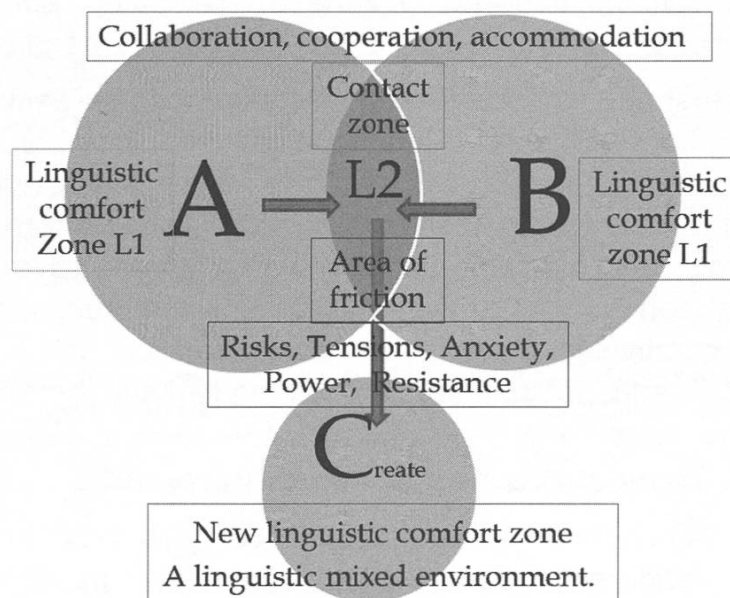 Collaboration, cooperation, accommodation
Contact
zone
Linguistic
comfort
Zone L1
A
L2
B
Linguistic
comfort
zone L1
Area of
friction
Risks, Tensions, Anxiety,
Power, Resistance
Create
New linguistic comfort zone
A linguistic mixed environment.